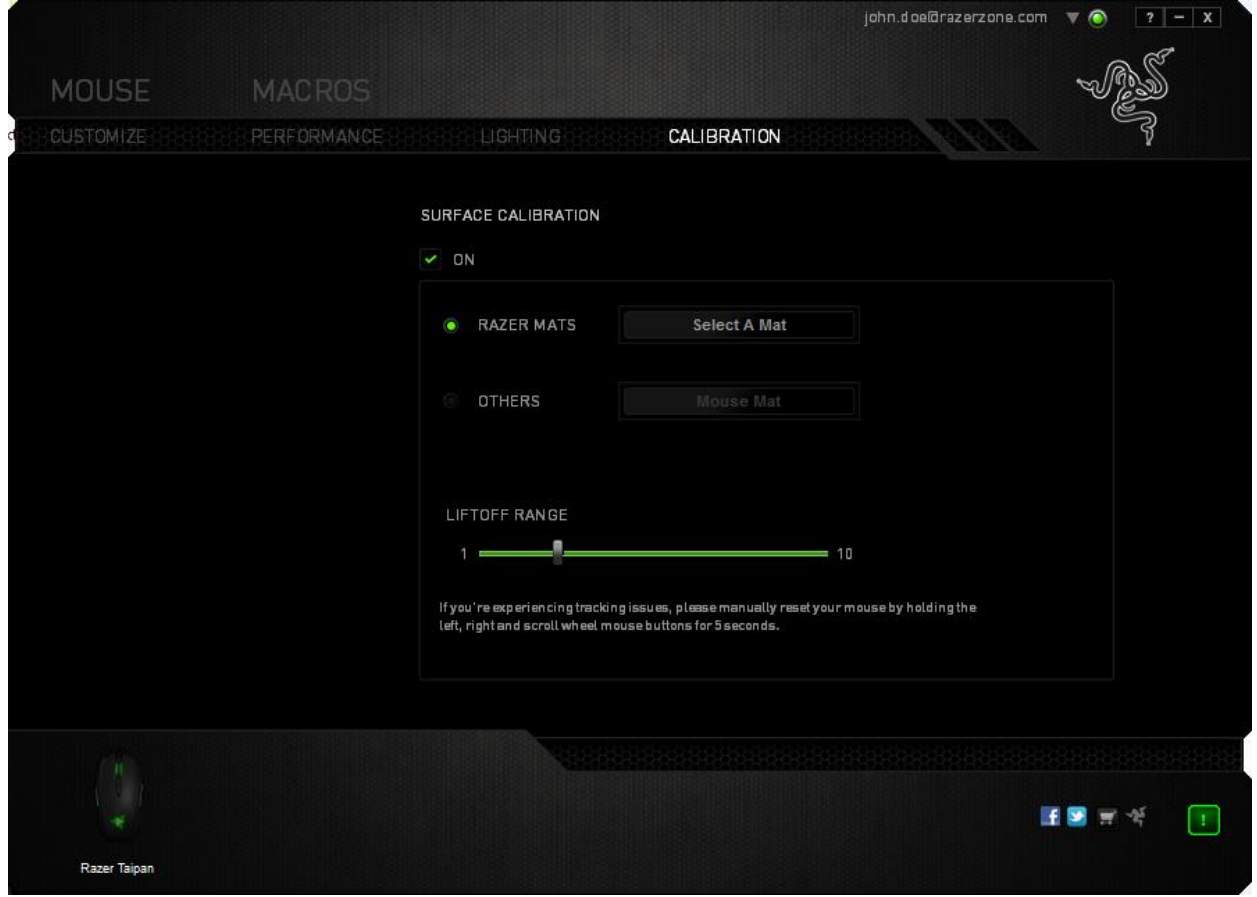 john.doe@razerzone.com
? – X
MOUSE MACROS
CUSTOMIZE PERFORMANCE LIGHTING CALIBRATION
SURFACE CALIBRATION
ON
RAZER MATS Select A Mat
OTHERS Mouse Mat
LIFTOFF RANGE
1 10
If you're experiencing tracking issues, please manually reset your mouse by holding the
left, right and scroll wheel mouse buttons for 5 seconds.
f
!
Razer Taipan